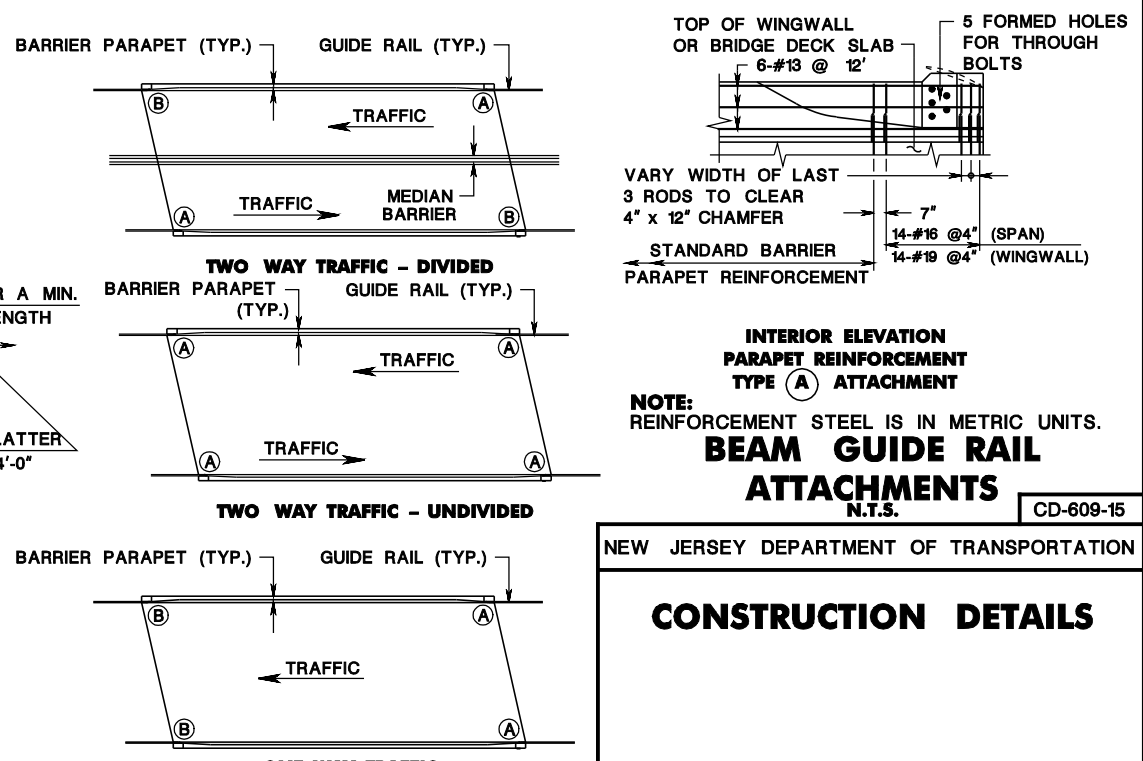 BARRIER PARAPET (TYP.)
GUIDE RAIL (TYP.)
B
A
TRAFFIC
TRAFFIC
MEDIAN
BARRIER
A
B
TWO WAY TRAFFIC – DIVIDED
A MIN.
BARRIER PARAPET
(TYP.)
GUIDE RAIL (TYP.)
A
A
TRAFFIC
TRAFFIC
4'-0"
A
A
TWO WAY TRAFFIC – UNDIVIDED
BARRIER PARAPET (TYP.)
GUIDE RAIL (TYP.)
B
A
TRAFFIC
B
A
TOP OF WINGWALL
OR BRIDGE DECK SLAB
6-#13 @ 12'
5 FORMED HOLES
FOR THROUGH
BOLTS
VARY WIDTH OF LAST
3 RODS TO CLEAR
4" x 12" CHAMFER
7"
14-#16 @4" (SPAN)
14-#19 @4" (WINGWALL)
STANDARD BARRIER
PARAPET REINFORCEMENT
INTERIOR ELEVATION
PARAPET REINFORCEMENT
TYPE A ATTACHMENT
NOTE:
REINFORCEMENT STEEL IS IN METRIC UNITS.
BEAM GUIDE RAIL
ATTACHMENTS
N.T.S.
CD-609-15
NEW JERSEY DEPARTMENT OF TRANSPORTATION
CONSTRUCTION DETAILS